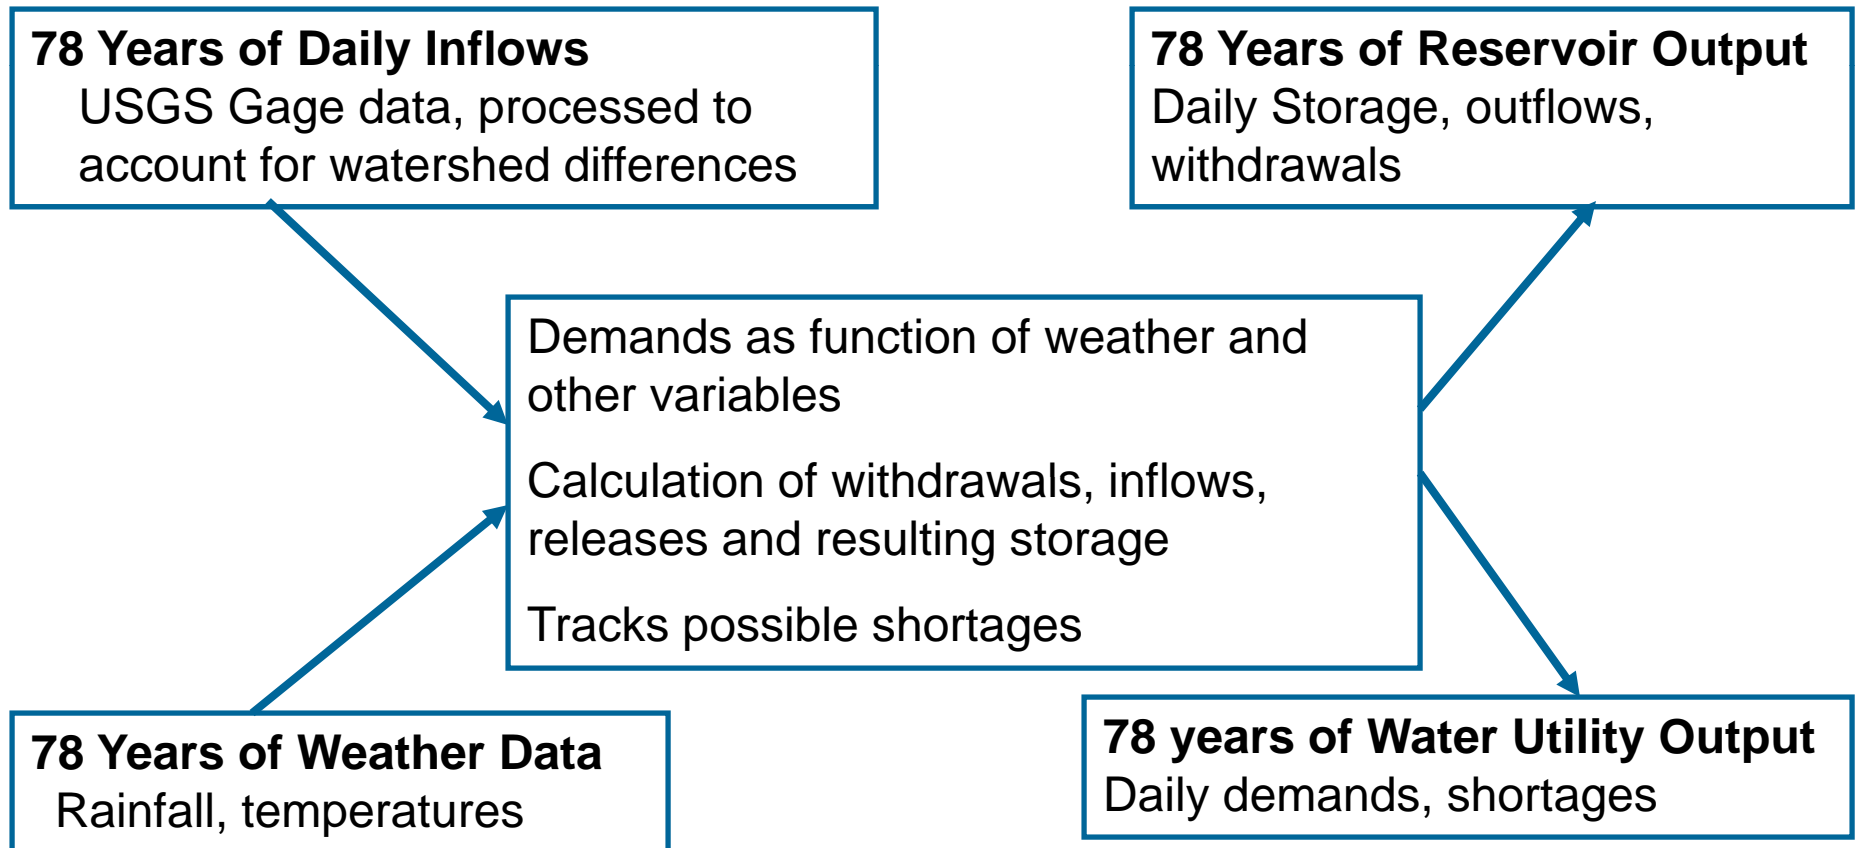 78 Years of Daily Inflows
USGS Gage data, processed to
account for watershed differences
78 Years of Reservoir Output
Daily Storage, outflows,
withdrawals
Demands as function of weather and
other variables
Calculation of withdrawals, inflows,
releases and resulting storage
Tracks possible shortages
78 Years of Weather Data
Rainfall, temperatures
78 years of Water Utility Output
Daily demands, shortages